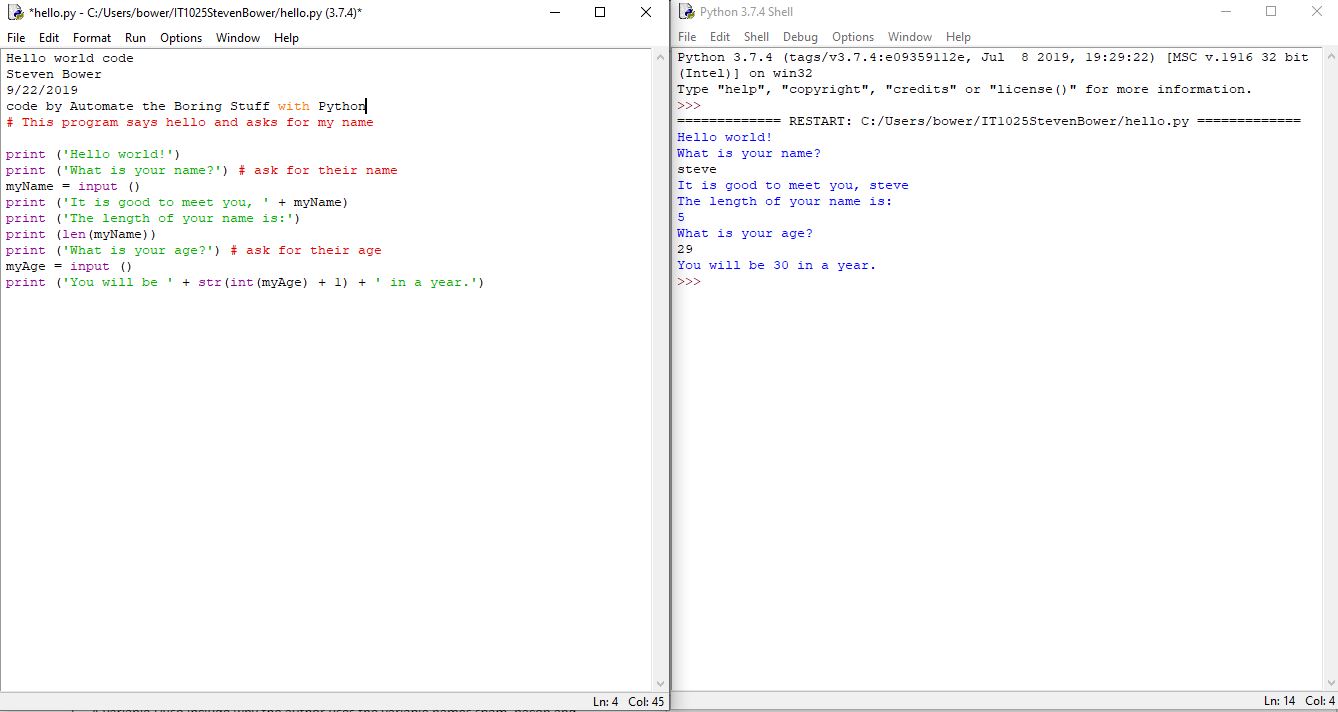 *hello.py - C:/Users/bower/IT1025StevenBower/hello.py (3.7.4)*
File Edit Format Run Options Window Help
Hello world code
Steven Bower
9/22/2019
code by Automate the Boring Stuff with Python
# This program says hello and asks for my name
print ('Hello world!')
print ('What is your name?') # ask for their name
myName = input ()
print ('It is good to meet you, ' + myName)
print ('The length of your name is:')
print (len(myName))
print ('What is your age?') # ask for their age
myAge = input ()
print ('You will be ' + str(int(myAge) + 1) + ' in a year.')
Ln: 4 Col: 45
Python 3.7.4 Shell
File Edit Shell Debug Options Window Help
Python 3.7.4 (tags/v3.7.4:e09359112e, Jul  8 2019, 19:29:22) [MSC v.1916 32 bit
(Intel)] on win32
Type "help", "copyright", "credits" or "license()" for more information.
>>>
============= RESTART: C:/Users/bower/IT1025StevenBower/hello.py =============
Hello world!
What is your name?
steve
It is good to meet you, steve
The length of your name is:
5
What is your age?
29
You will be 30 in a year.
>>>
Ln: 14 Col: 4